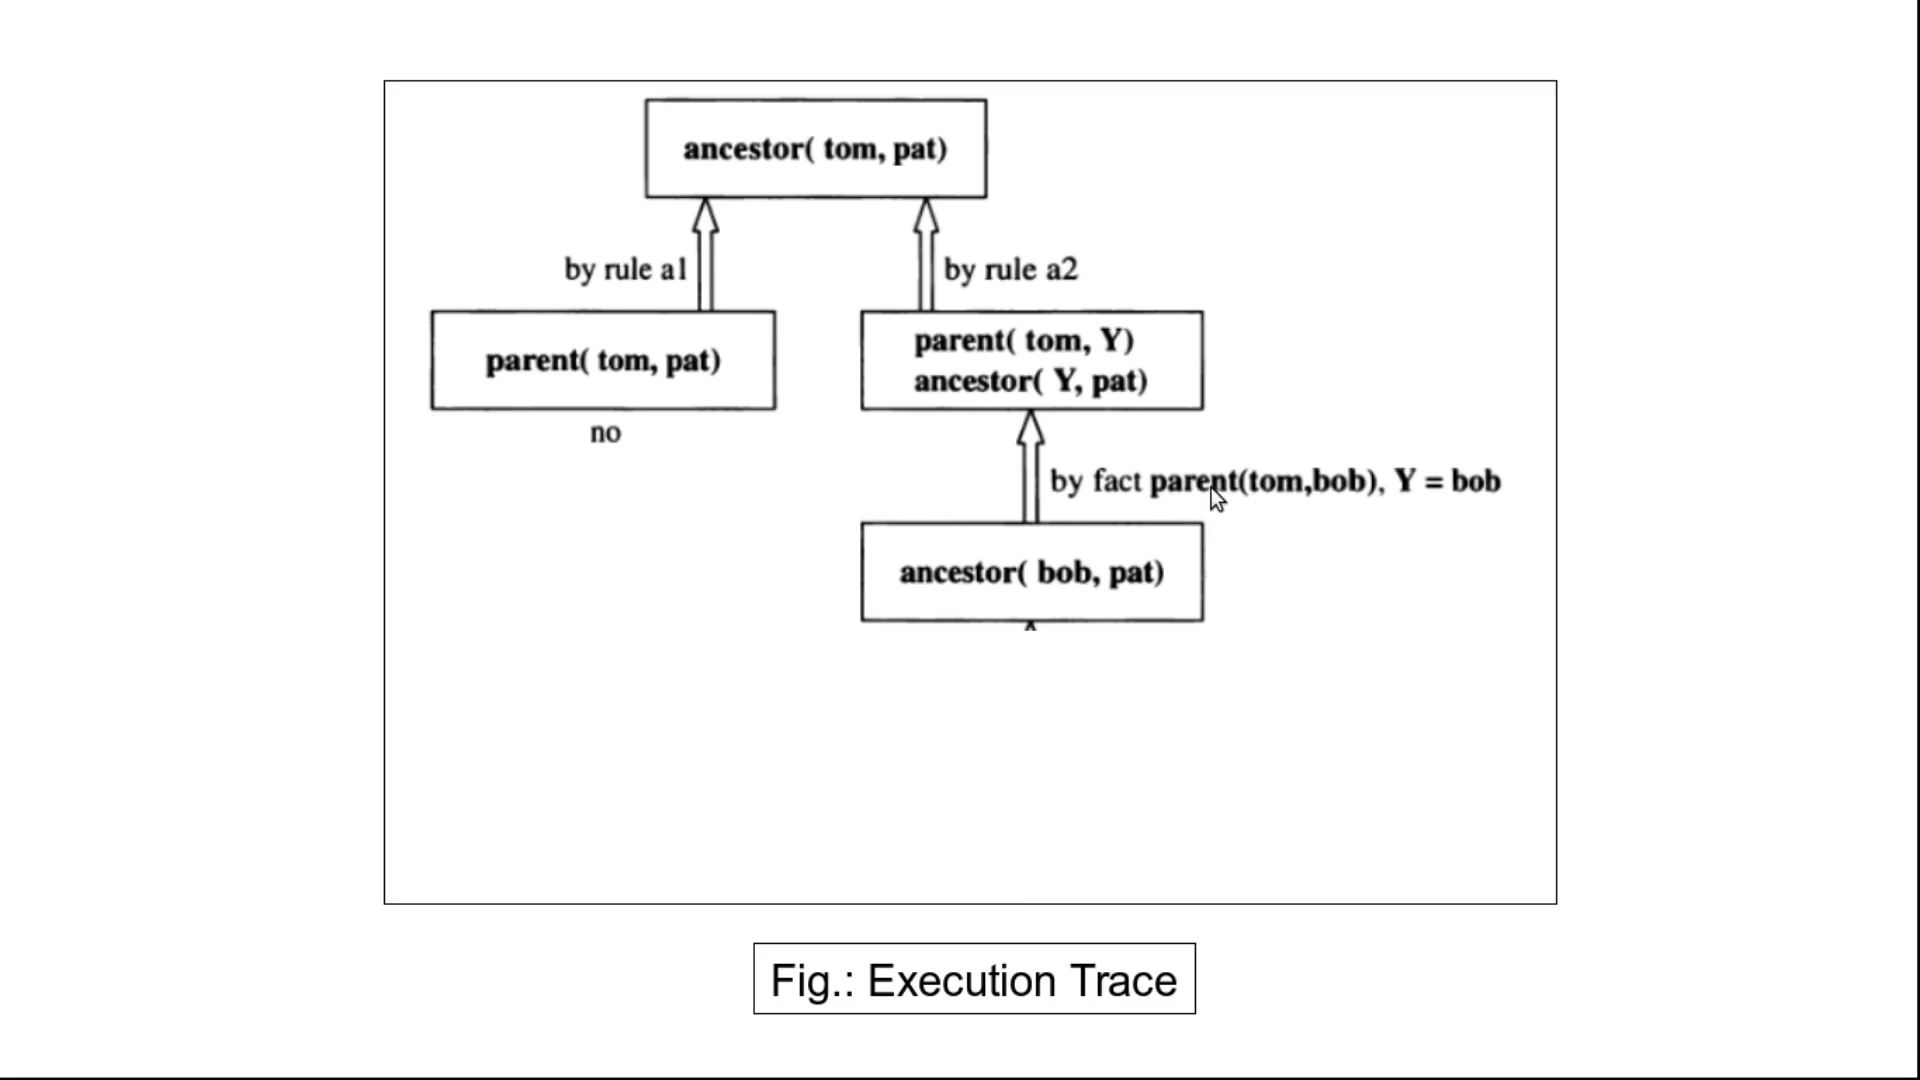 ancestor( tom, pat)
by rule a1
by rule a2
parent( tom, pat)
no
parent( tom, Y)
ancestor( Y, pat)
by fact parent(tom,bob), Y = bob
ancestor( bob, pat)
Fig.: Execution Trace